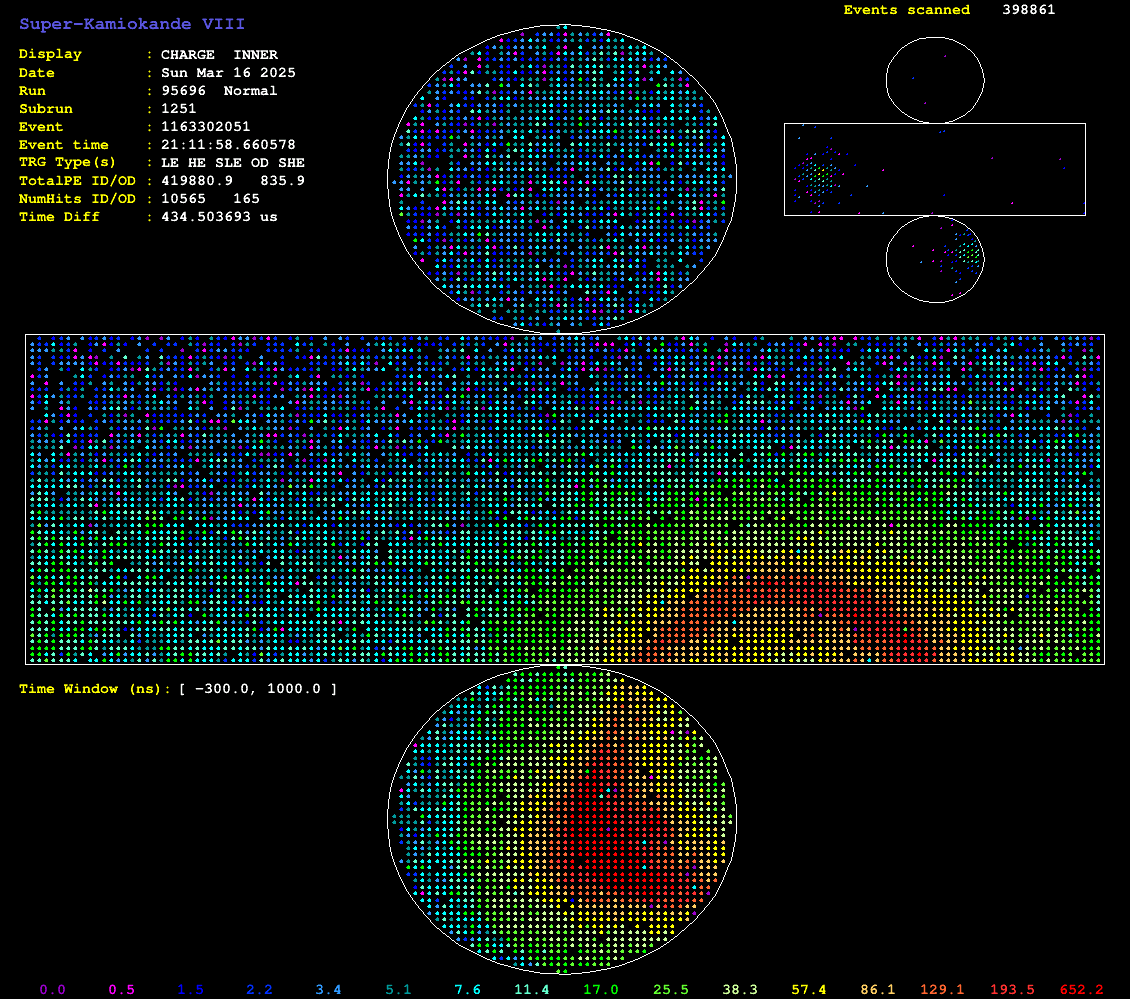 Super-Kamiokande VIII
Events scanned 398861
Display : CHARGE INNER
Date : Sun Mar 16 2025
Run : 95696 Normal
Subrun : 1251
Event : 1163302051
Event time : 21:11:58.660578
TRG Type(s) : LE HE SLE OD SHE
TotalPE ID/OD : 419880.9 835.9
NumHits ID/OD : 10565 165
Time Diff : 434.503693 us
Time Window (ns): [ -300.0, 1000.0 ]
0.0 0.5 1.5 2.2 3.4 5.1 7.6 11.4 17.0 25.5 38.3 57.4 86.1 129.1 193.5 652.2